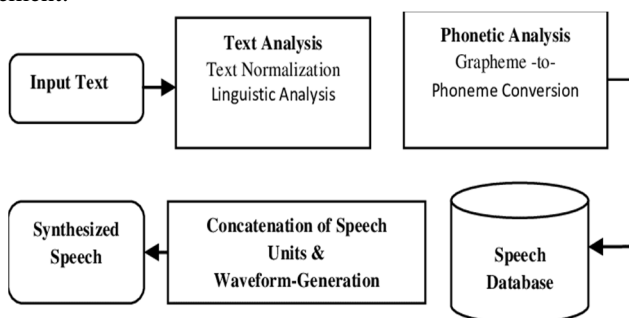 Input Text
Text Analysis
Text Normalization
Linguistic Analysis
Phonetic Analysis
Grapheme -to-
Phoneme Conversion
Synthesized
Speech
Concatenation of Speech
Units &
Waveform-Generation
Speech
Database